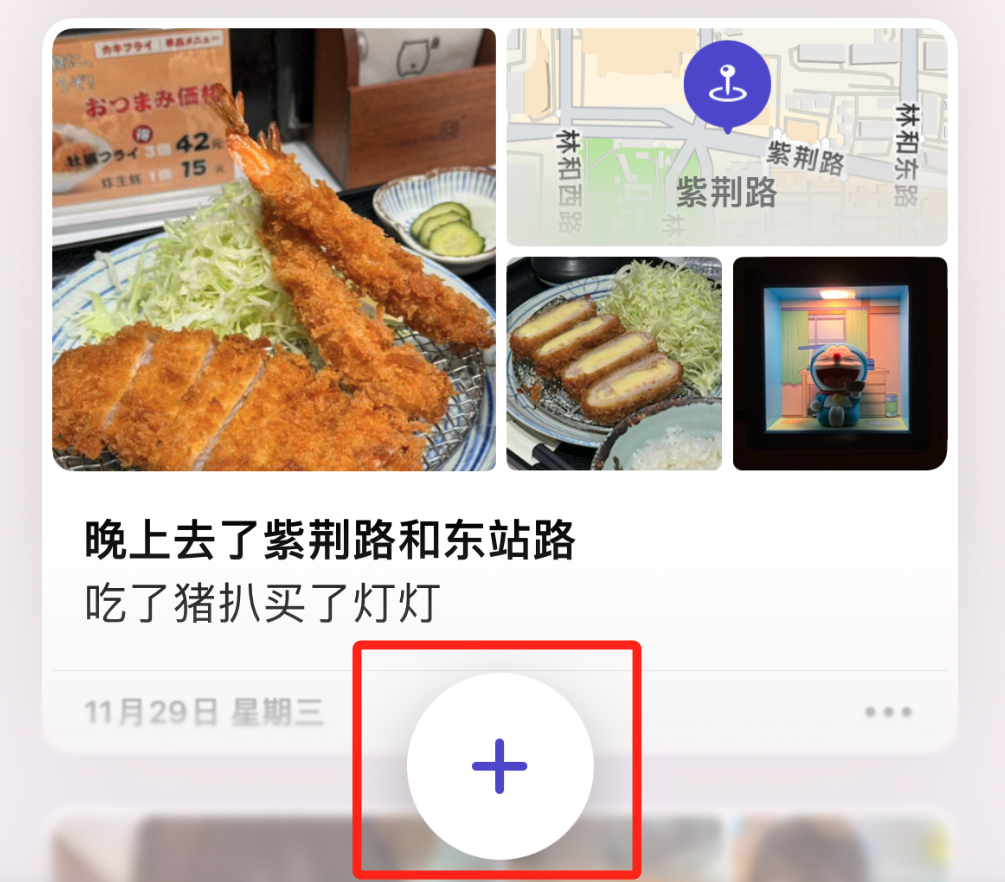 カキフライ 単品メニュー
おつまみ価格
牡蠣フライ 3個 42元
1個 15元
林和西路
紫荆路
林和东路
紫荆路
晚上去了紫荆路和东站路
吃了猪扒买了灯灯
11月29日 星期三